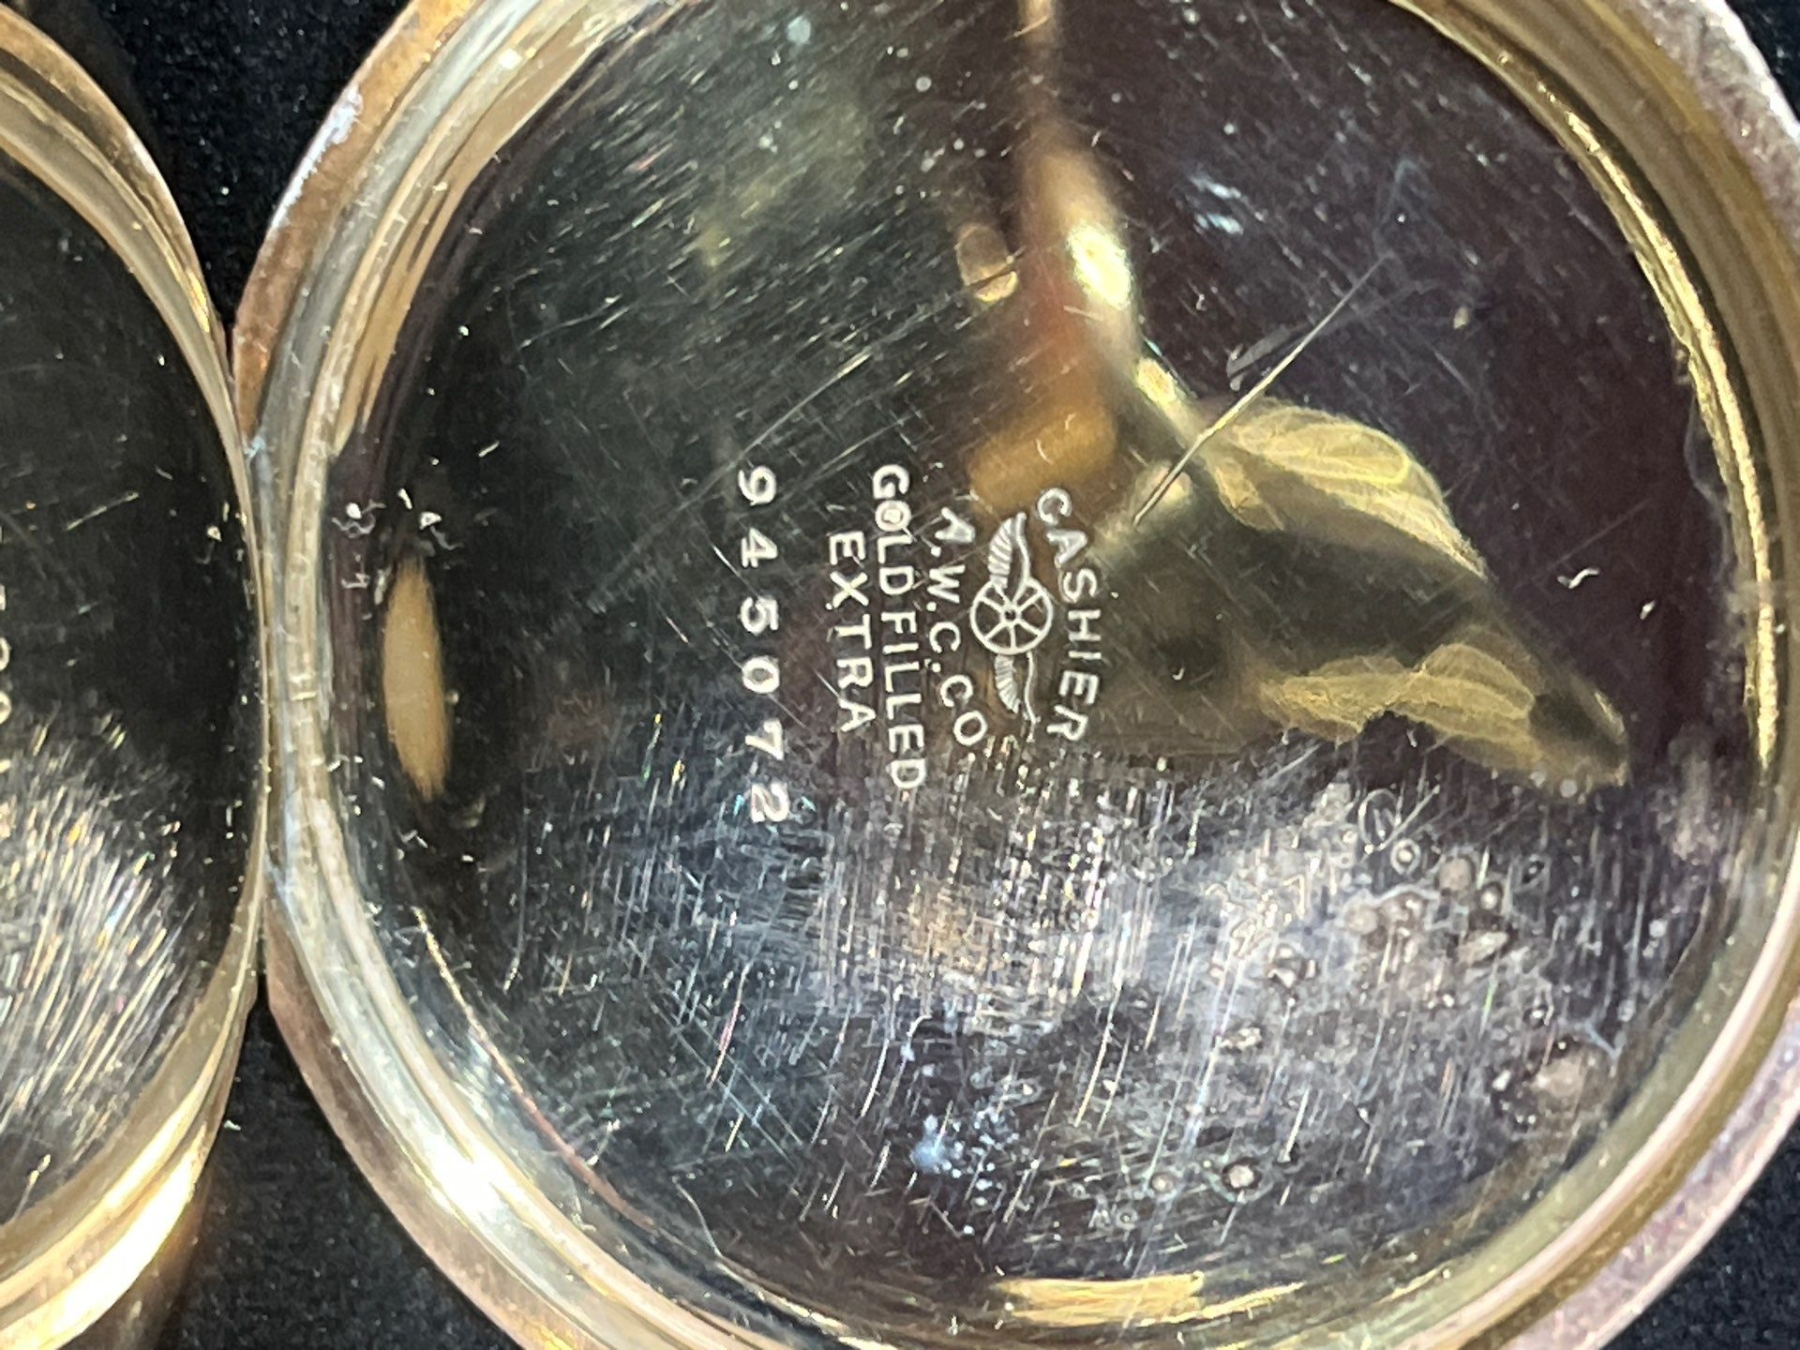 CASHIER
A.W.C.CO
GOLD FILLED
EXTRA
945072